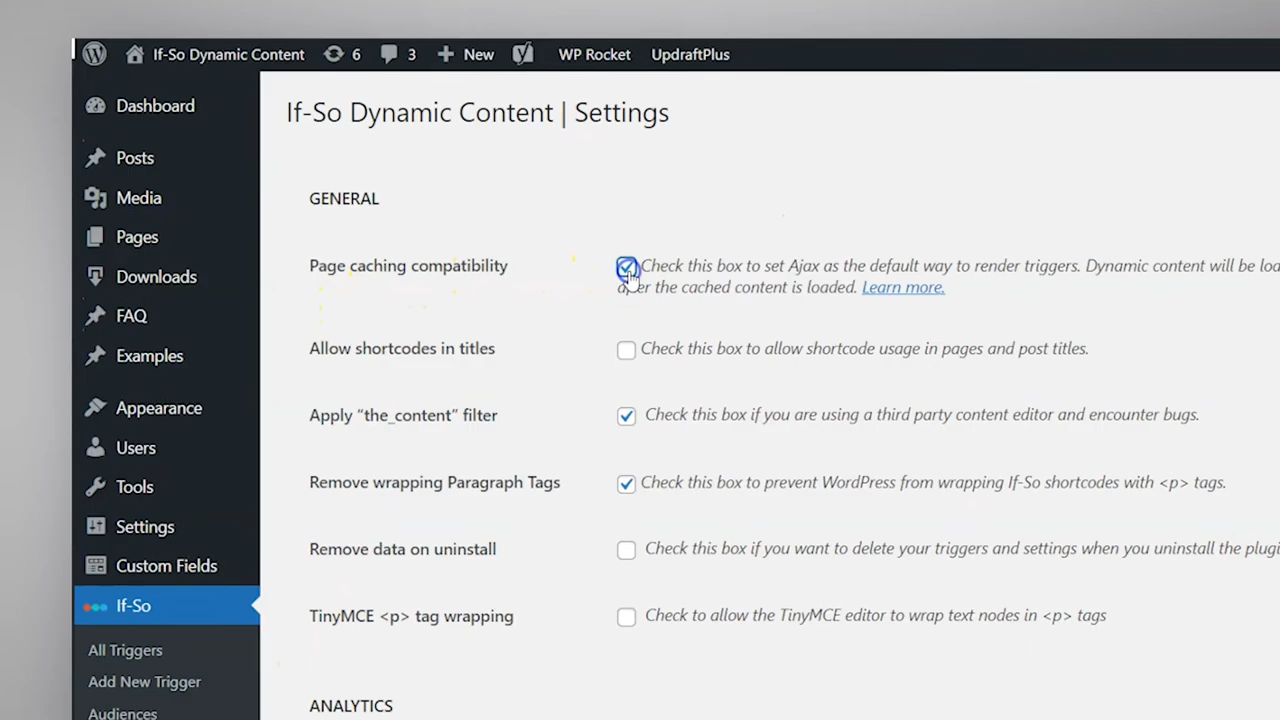 If-So Dynamic Content 6 3 New WP Rocket UpdraftPlus
Dashboard
Posts
Media
Pages
Downloads
FAQ
Examples
Appearance
Users
Tools
Settings
Custom Fields
If-So
All Triggers
Add New Trigger
Audiences
If-So Dynamic Content | Settings
GENERAL
Page caching compatibility
Check this box to set Ajax as the default way to render triggers. Dynamic content will be
after the cached content is loaded. Learn more.
Allow shortcodes in titles
Check this box to allow shortcode usage in pages and post titles.
Apply “the_content” filter
Check this box if you are using a third party content editor and encounter bugs.
Remove wrapping Paragraph Tags
Check this box to prevent WordPress from wrapping If-So shortcodes with <p> tags.
Remove data on uninstall
Check this box if you want to delete your triggers and settings when you uninstall the
TinyMCE <p> tag wrapping
Check to allow the TinyMCE editor to wrap text nodes in <p> tags
ANALYTICS